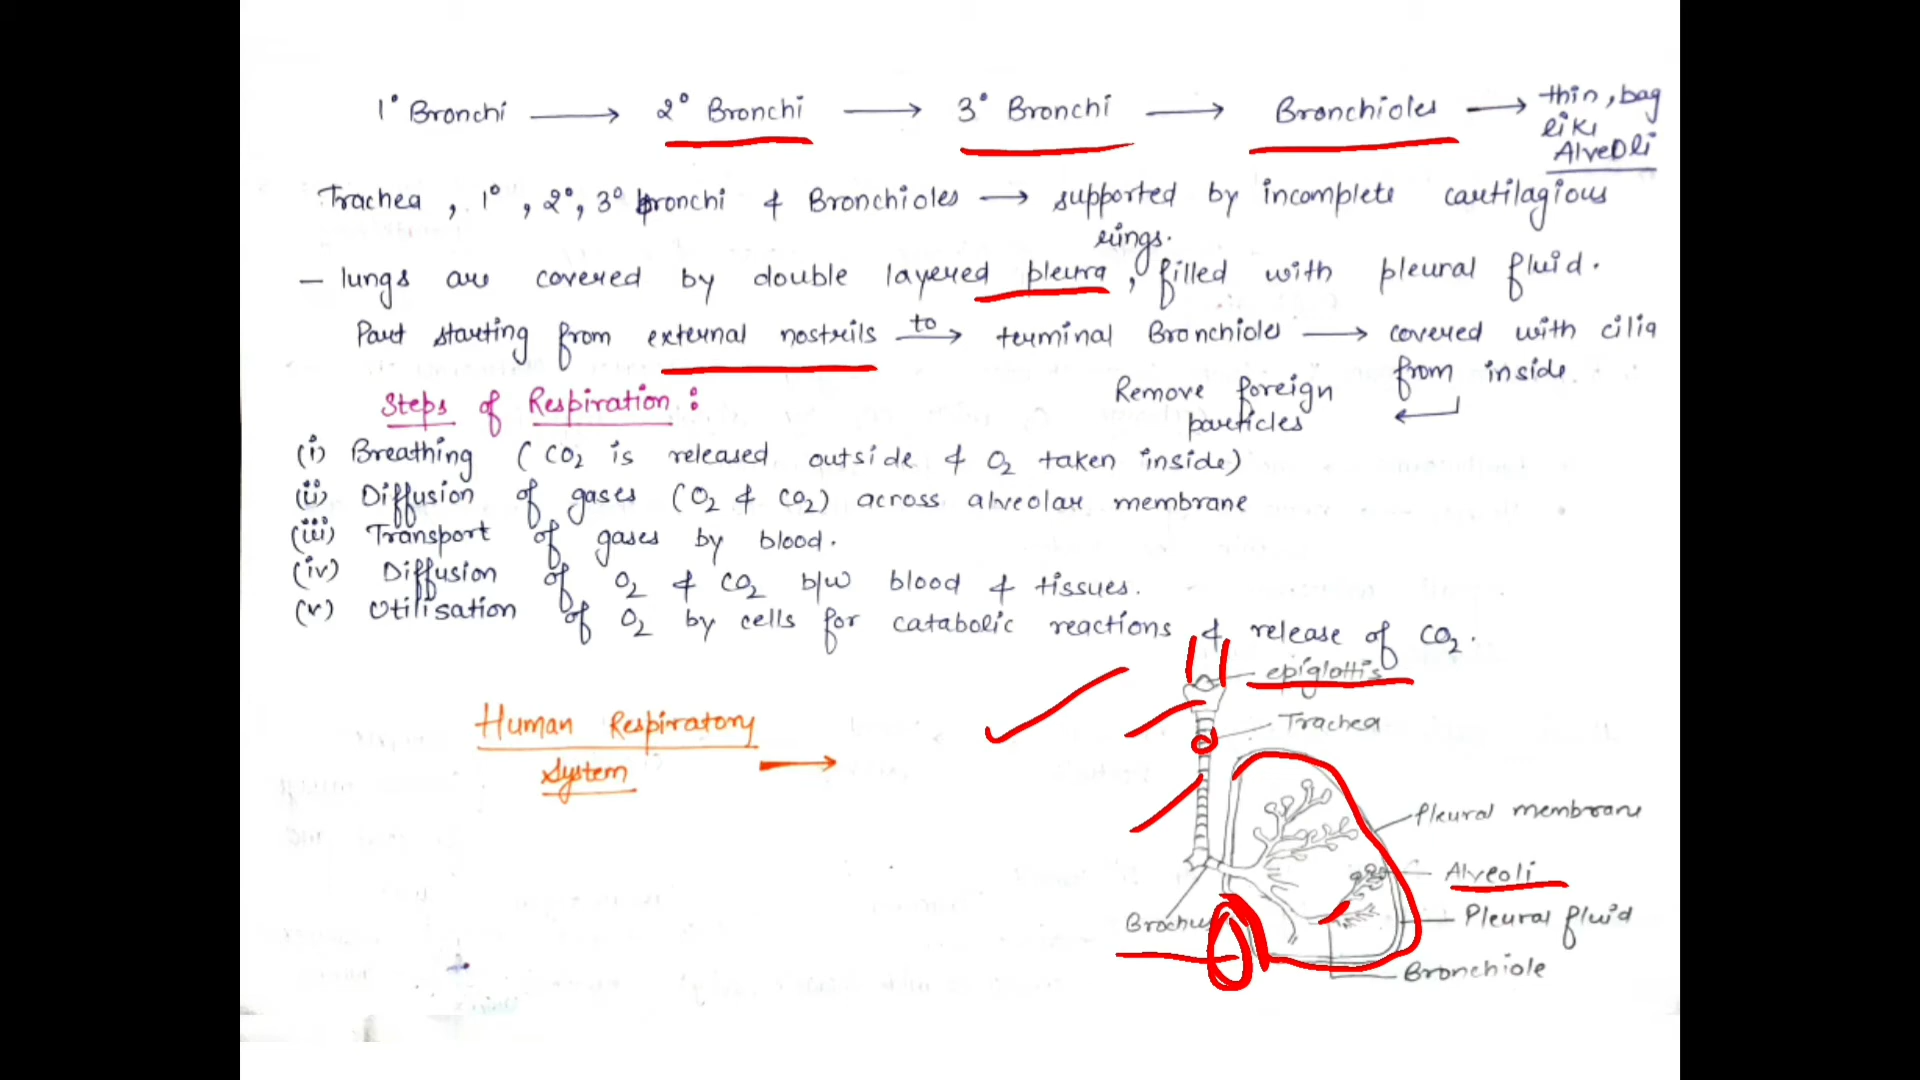 1° Bronchi → 2° Bronchi → 3° Bronchi → Bronchioles → thin, bag
like
Alveoli
Trachea, 1°, 2°, 3° bronchi & Bronchioles → supported by incomplete cartilagious
rings.
– lungs are covered by double layered pleura, filled with pleural fluid.
Part starting from external nostrils to → terminal Bronchioles → covered with cilia
from inside
Remove foreign
particles
Steps of Respiration:
(i) Breathing (CO2 is released outside & O2 taken inside)
(ii) Diffusion of gases (O2 & CO2) across alveolar membrane
(iii) Transport of gases by blood.
(iv) Diffusion of O2 & CO2 b/w blood & tissues.
(v) Utilisation of O2 by cells for catabolic reactions & release of CO2.
epiglottis
Human Respiratory
System →
Trachea
Pleural membrane
Alveoli
Brochus
Pleural fluid
Bronchiole